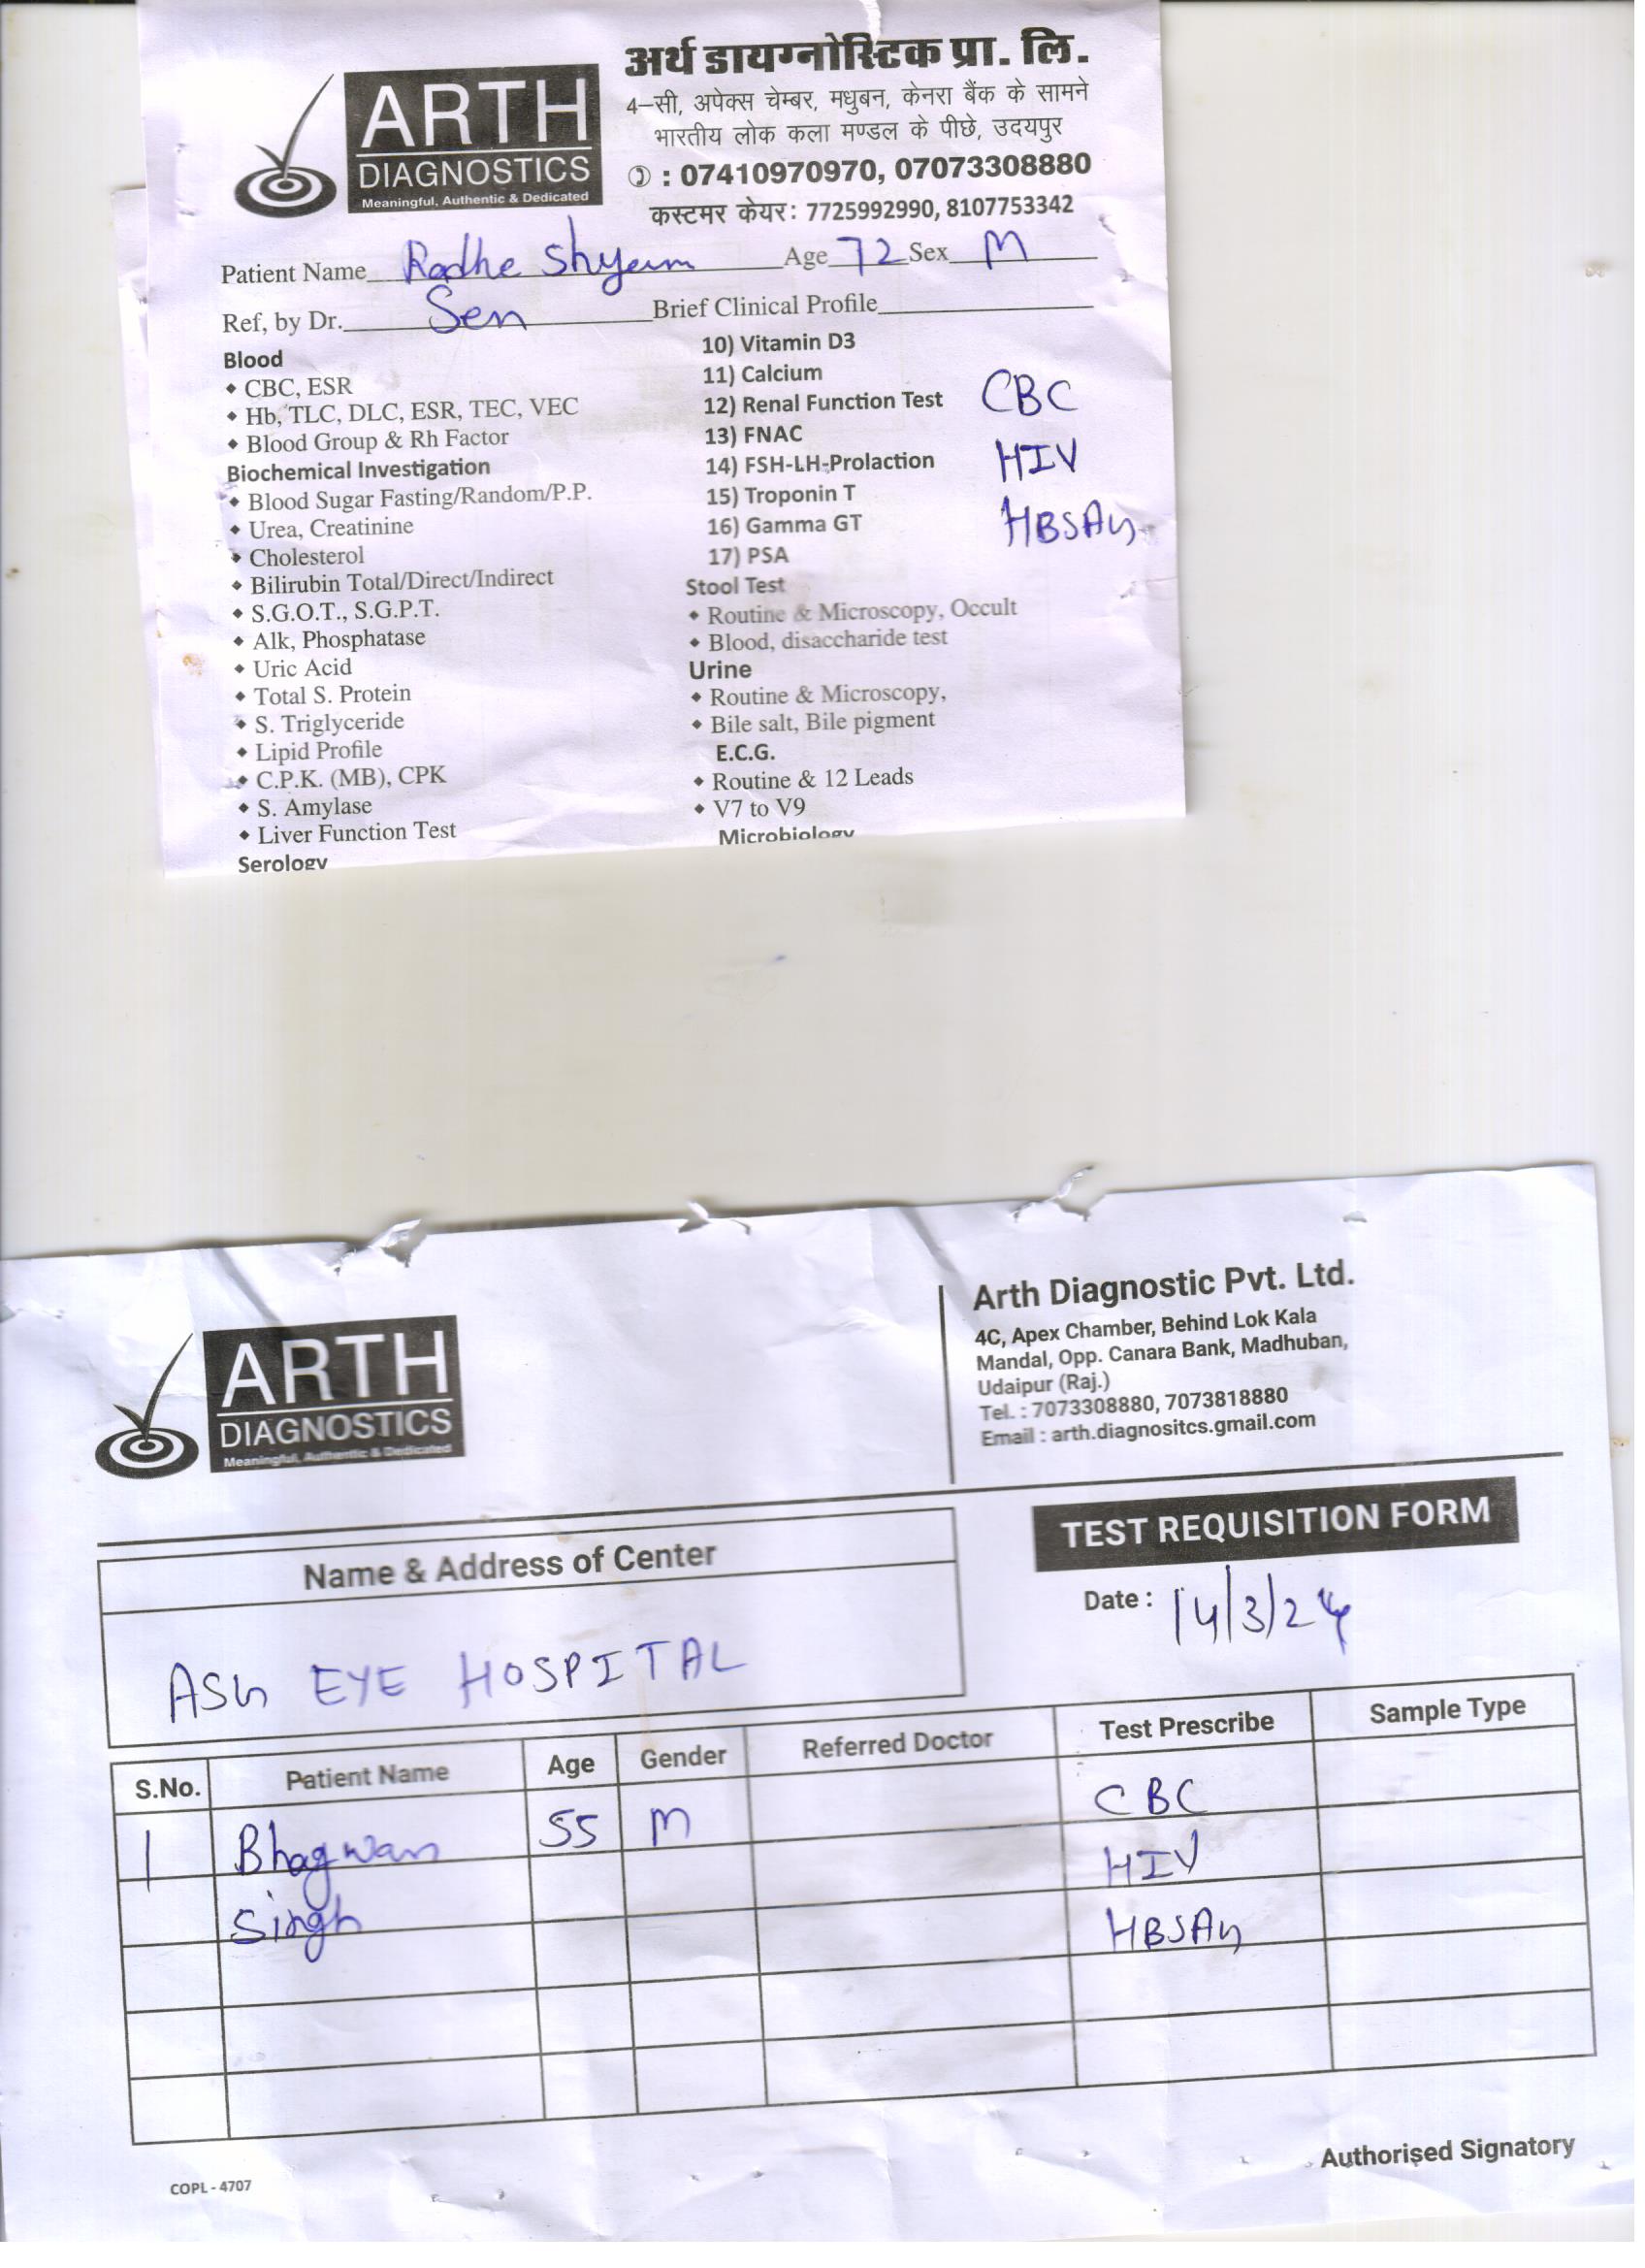 ARTH
DIAGNOSTICS
Meaningful, Authentic & Dedicated
अर्थ डायग्नोस्टिक प्रा. लि.
4–सी, अपेक्स चेम्बर, मधुबन, केनरा बैंक के सामने
भारतीय लोक कला मण्डल के पीछे, उदयपुर
✆ : 07410970970, 07073308880
कस्टमर केयर: 7725992990, 8107753342
Patient Name Radhe Shyam Age 72 Sex M
Ref, by Dr. Sen Brief Clinical Profile
Blood
◆ CBC, ESR
◆ Hb, TLC, DLC, ESR, TEC, VEC
◆ Blood Group & Rh Factor
Biochemical Investigation
◆ Blood Sugar Fasting/Random/P.P.
◆ Urea, Creatinine
◆ Cholesterol
◆ Bilirubin Total/Direct/Indirect
◆ S.G.O.T., S.G.P.T.
◆ Alk, Phosphatase
◆ Uric Acid
◆ Total S. Protein
◆ S. Triglyceride
◆ Lipid Profile
◆ C.P.K. (MB), CPK
◆ S. Amylase
◆ Liver Function Test
Serology
10) Vitamin D3
11) Calcium
12) Renal Function Test
13) FNAC
14) FSH-LH-Prolaction
15) Troponin T
16) Gamma GT
17) PSA
Stool Test
◆ Routine & Microscopy, Occult
◆ Blood, disaccharide test
Urine
◆ Routine & Microscopy,
◆ Bile salt, Bile pigment
E.C.G.
◆ Routine & 12 Leads
◆ V7 to V9
Microbiology
CBC
HIV
HBSAg
ARTH
DIAGNOSTICS
Meaningful, Authentic & Dedicated
Arth Diagnostic Pvt. Ltd.
4C, Apex Chamber, Behind Lok Kala
Mandal, Opp. Canara Bank, Madhuban,
Udaipur (Raj.)
Tel. : 7073308880, 7073818880
Email : arth.diagnositcs.gmail.com
Name & Address of Center
ASG EYE HOSPITAL
TEST REQUISITION FORM
Date : 14/3/24
S.No. Patient Name Age Gender Referred Doctor Test Prescribe Sample Type
1 Bhagwan 55 M CBC
Singh HIV
HBSAg
Authorised Signatory
COPL - 4707